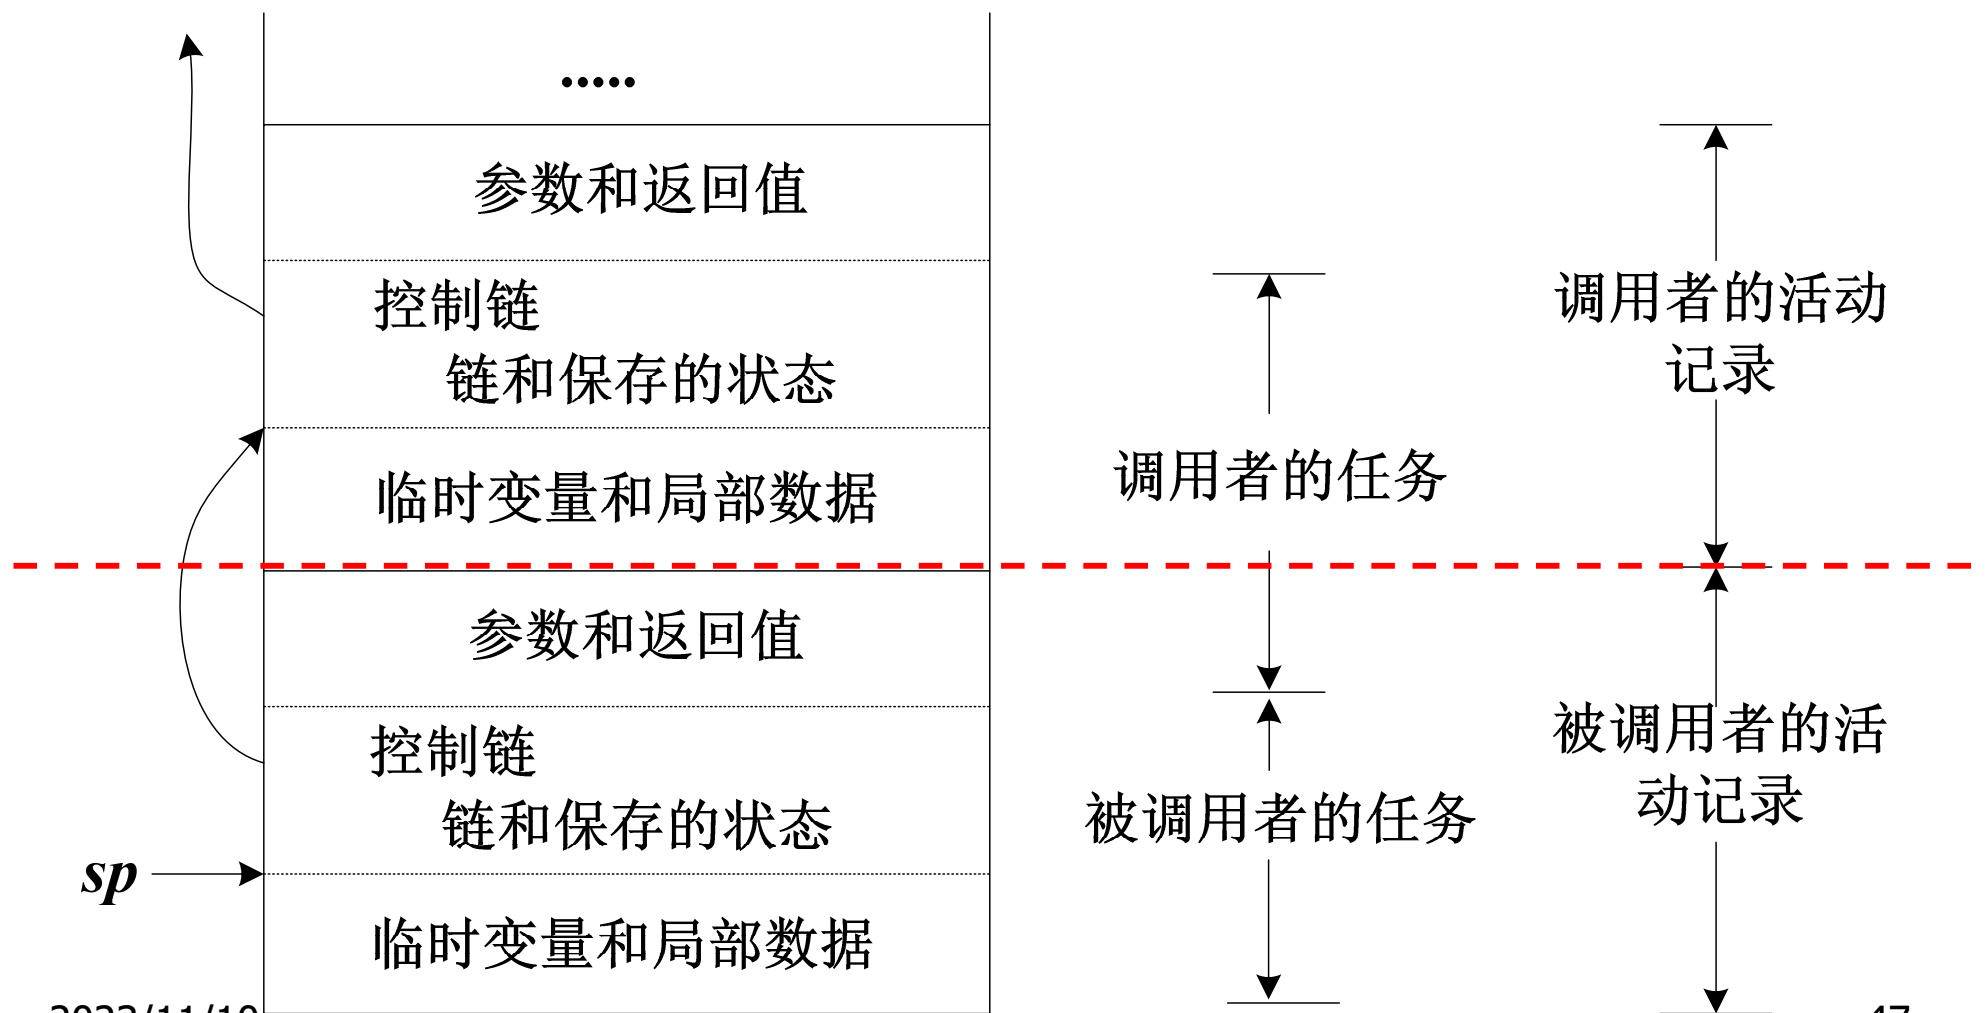 .....
参数和返回值
控制链
链和保存的状态
临时变量和局部数据
参数和返回值
控制链
链和保存的状态
sp
临时变量和局部数据
调用者的任务
被调用者的任务
调用者的活动
记录
被调用者的活
动记录
2023/11/10
47